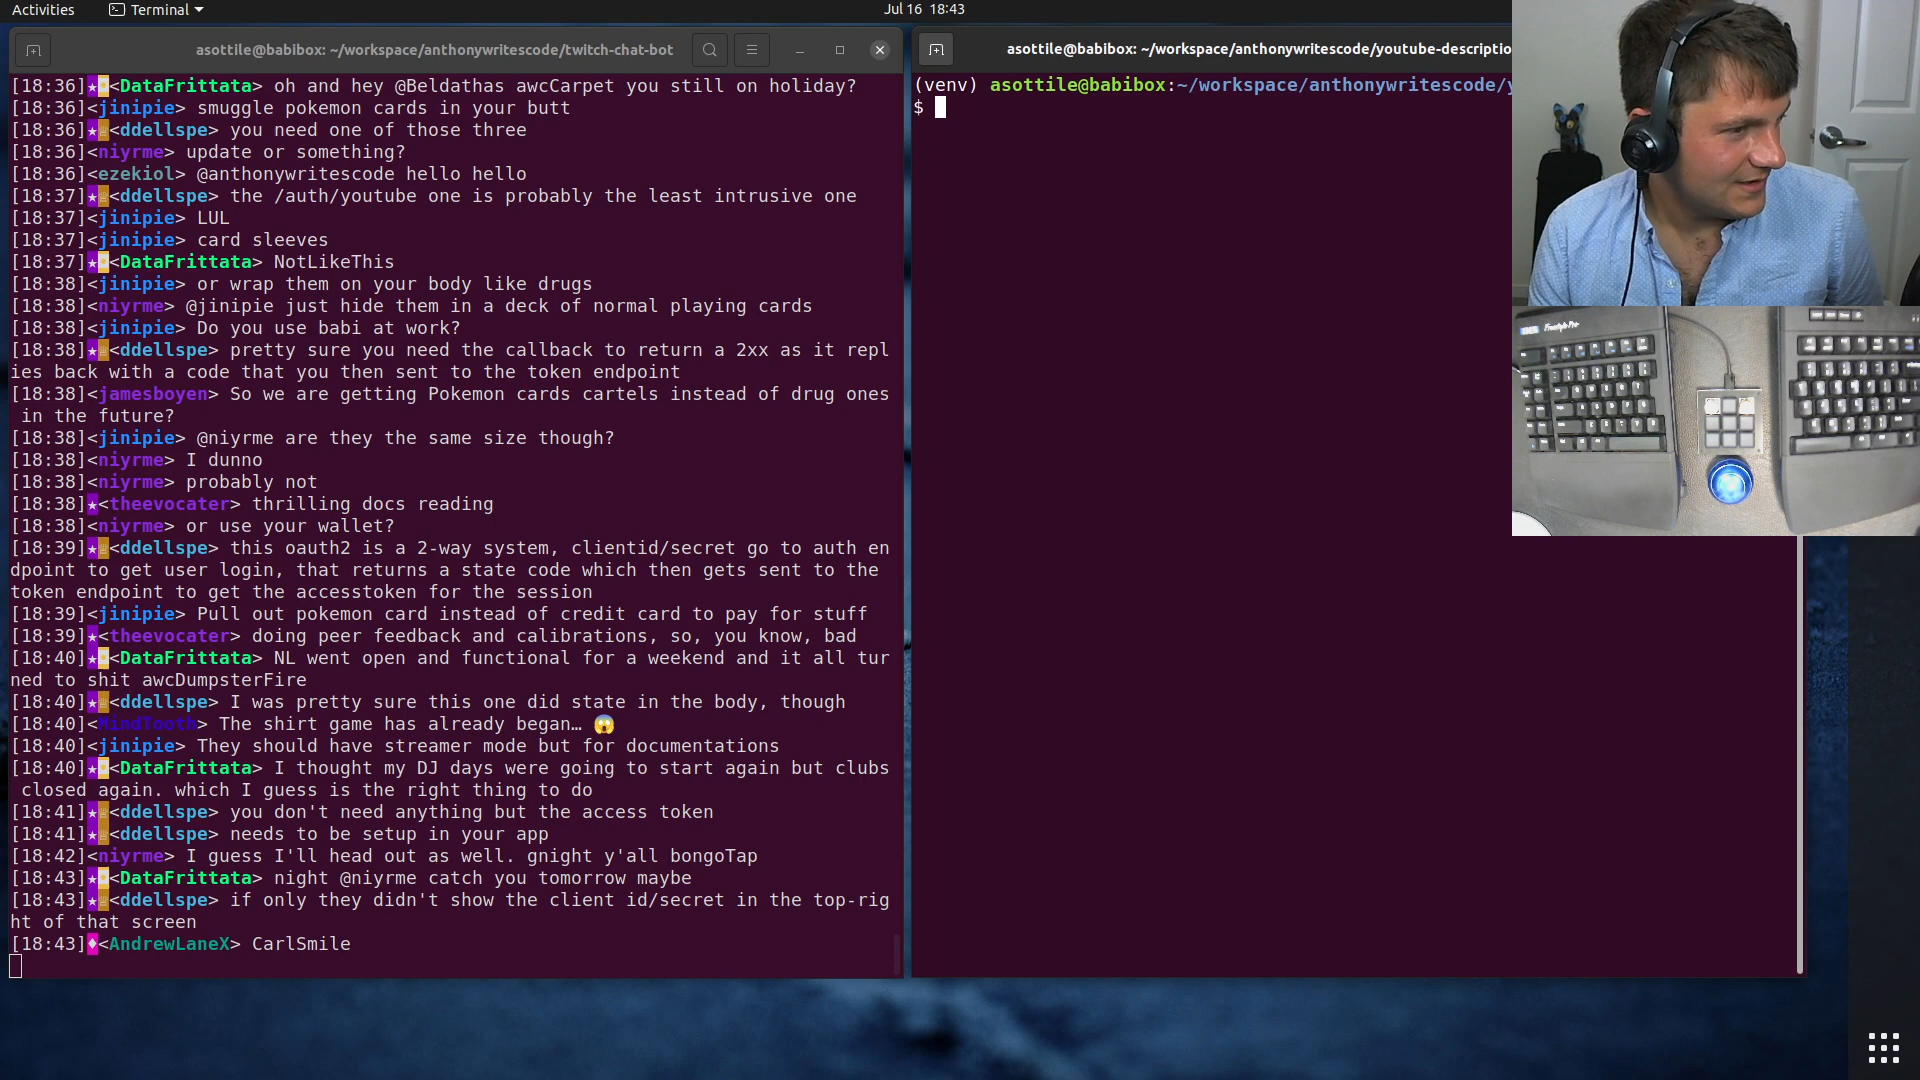 Activities Terminal Jul 16 18:43
asottile@babibox: ~/workspace/anthonywritescode/twitch-chat-bot
[18:36]★<DataFrittata> oh and hey @Beldathas awcCarpet you still on holiday?
[18:36]<jinipie> smuggle pokemon cards in your butt
[18:36]★<ddellspe> you need one of those three
[18:36]<niyrme> update or something?
[18:36]<ezekiol> @anthonywritescode hello hello
[18:37]★<ddellspe> the /auth/youtube one is probably the least intrusive one
[18:37]<jinipie> LUL
[18:37]<jinipie> card sleeves
[18:37]★<DataFrittata> NotLikeThis
[18:38]<jinipie> or wrap them on your body like drugs
[18:38]<niyrme> @jinipie just hide them in a deck of normal playing cards
[18:38]<jinipie> Do you use babi at work?
[18:38]★<ddellspe> pretty sure you need the callback to return a 2xx as it repl
ies back with a code that you then sent to the token endpoint
[18:38]<jamesboyen> So we are getting Pokemon cards cartels instead of drug ones
in the future?
[18:38]<jinipie> @niyrme are they the same size though?
[18:38]<niyrme> I dunno
[18:38]<niyrme> probably not
[18:38]★<theevocater> thrilling docs reading
[18:38]<niyrme> or use your wallet?
[18:39]★<ddellspe> this oauth2 is a 2-way system, clientid/secret go to auth en
dpoint to get user login, that returns a state code which then gets sent to the
token endpoint to get the accesstoken for the session
[18:39]<jinipie> Pull out pokemon card instead of credit card to pay for stuff
[18:39]★<theevocater> doing peer feedback and calibrations, so, you know, bad
[18:40]★<DataFrittata> NL went open and functional for a weekend and it all tur
ned to shit awcDumpsterFire
[18:40]★<ddellspe> I was pretty sure this one did state in the body, though
[18:40]<MindTooth> The shirt game has already began… 😱
[18:40]<jinipie> They should have streamer mode but for documentations
[18:40]★<DataFrittata> I thought my DJ days were going to start again but clubs
closed again. which I guess is the right thing to do
[18:41]★<ddellspe> you don't need anything but the access token
[18:41]★<ddellspe> needs to be setup in your app
[18:42]<niyrme> I guess I'll head out as well. gnight y'all bongoTap
[18:43]★<DataFrittata> night @niyrme catch you tomorrow maybe
[18:43]★<ddellspe> if only they didn't show the client id/secret in the top-rig
ht of that screen
[18:43]♦<AndrewLaneX> CarlSmile
asottile@babibox: ~/workspace/anthonywritescode/youtube-descriptio
(venv) asottile@babibox:~/workspace/anthonywritescode/y
$
Freestyle Pro